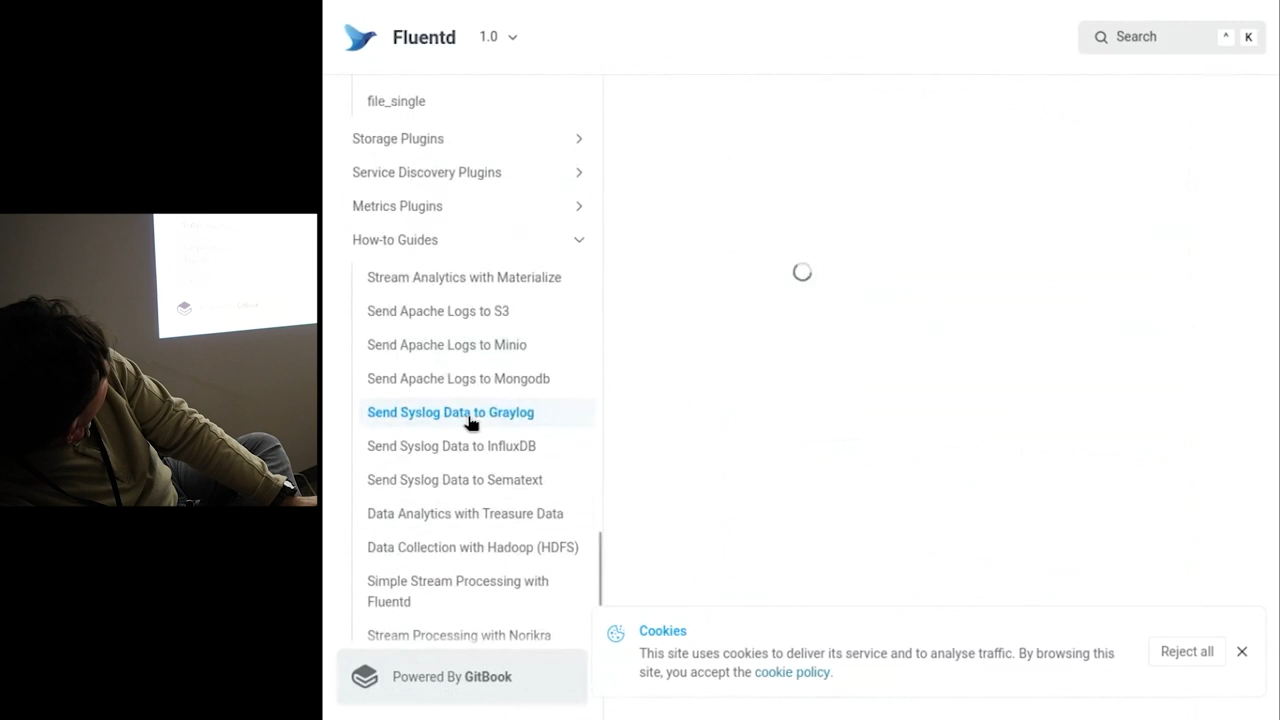 Fluentd
1.0
Search
^ K
file_single
Storage Plugins
Service Discovery Plugins
Metrics Plugins
How-to Guides
Stream Analytics with Materialize
Send Apache Logs to S3
Send Apache Logs to Minio
Send Apache Logs to Mongodb
Send Syslog Data to Graylog
Send Syslog Data to InfluxDB
Send Syslog Data to Sematext
Data Analytics with Treasure Data
Data Collection with Hadoop (HDFS)
Simple Stream Processing with
Fluentd
Stream Processing with Norikra
Powered By GitBook
Cookies
This site uses cookies to deliver its service and to analyse traffic. By browsing
this site, you accept the cookie policy.
Reject all